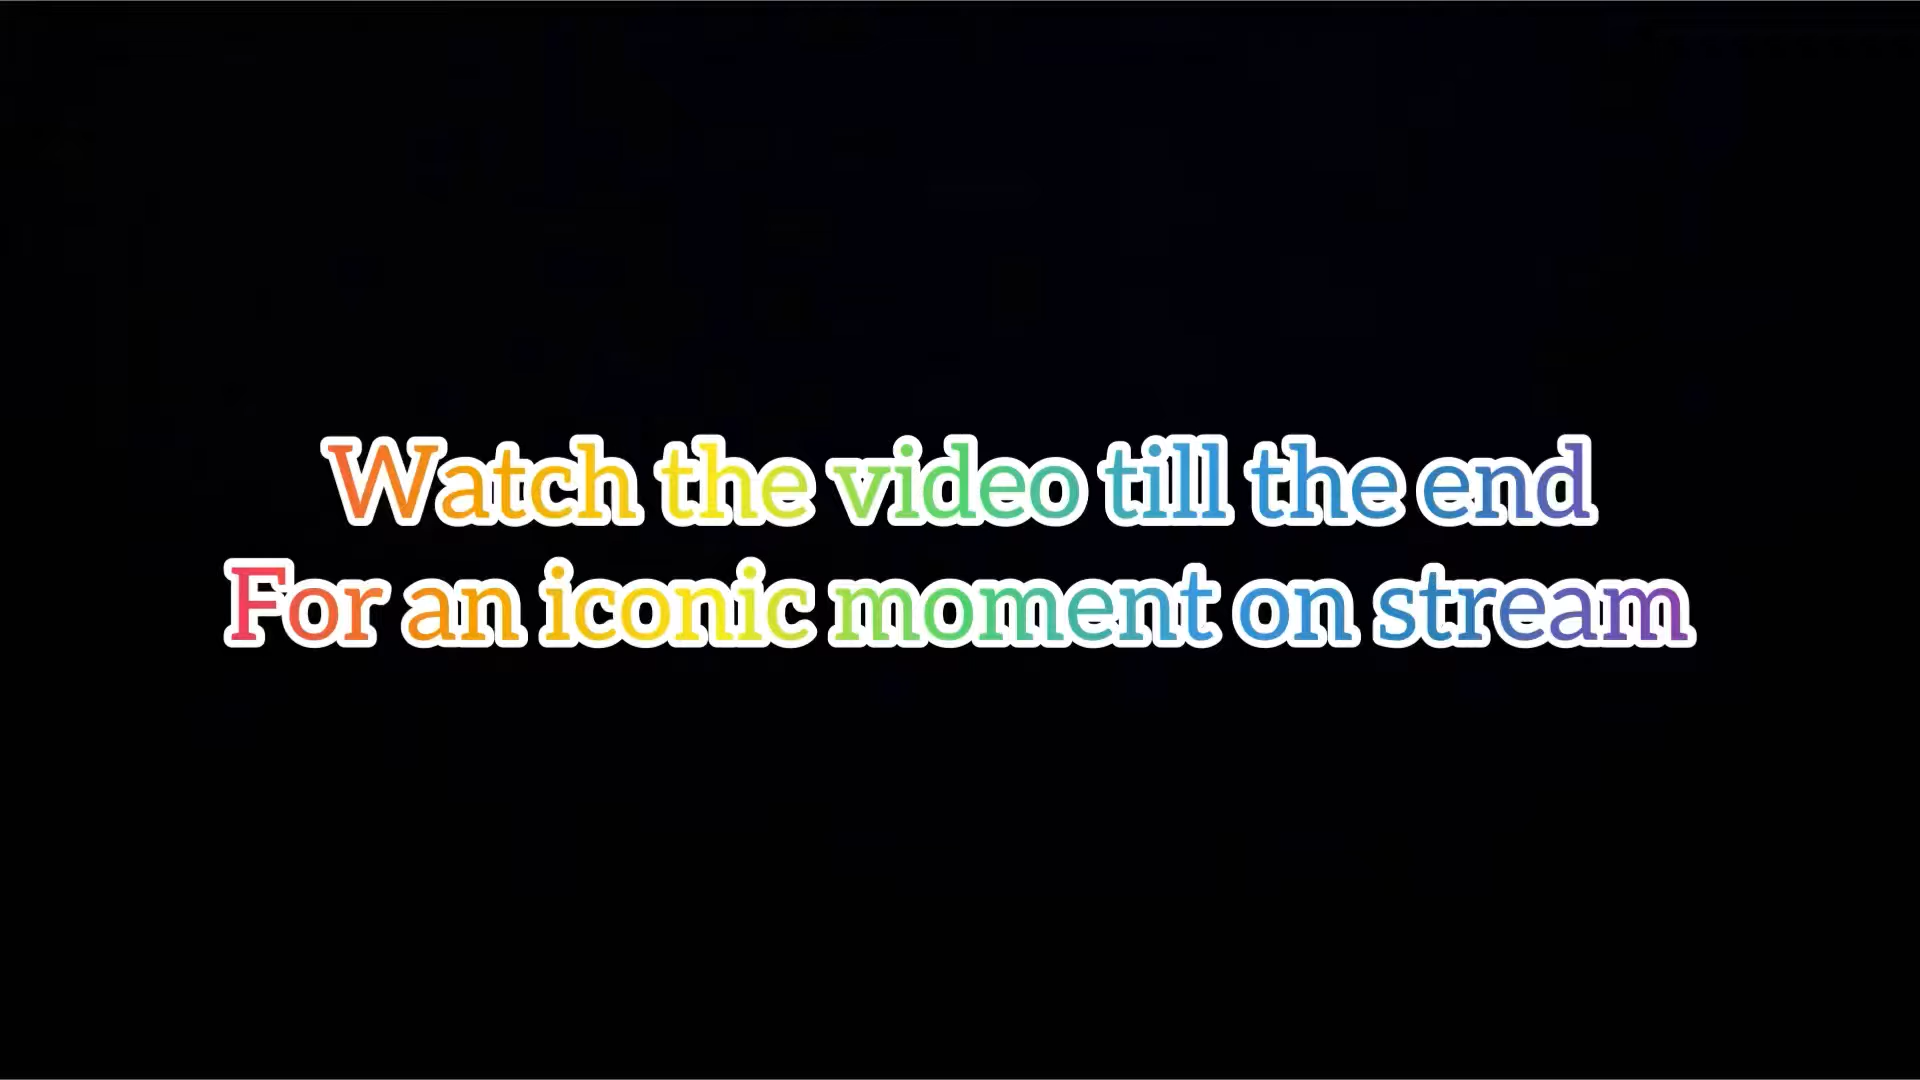 Watch the video till the end
For an iconic moment on stream